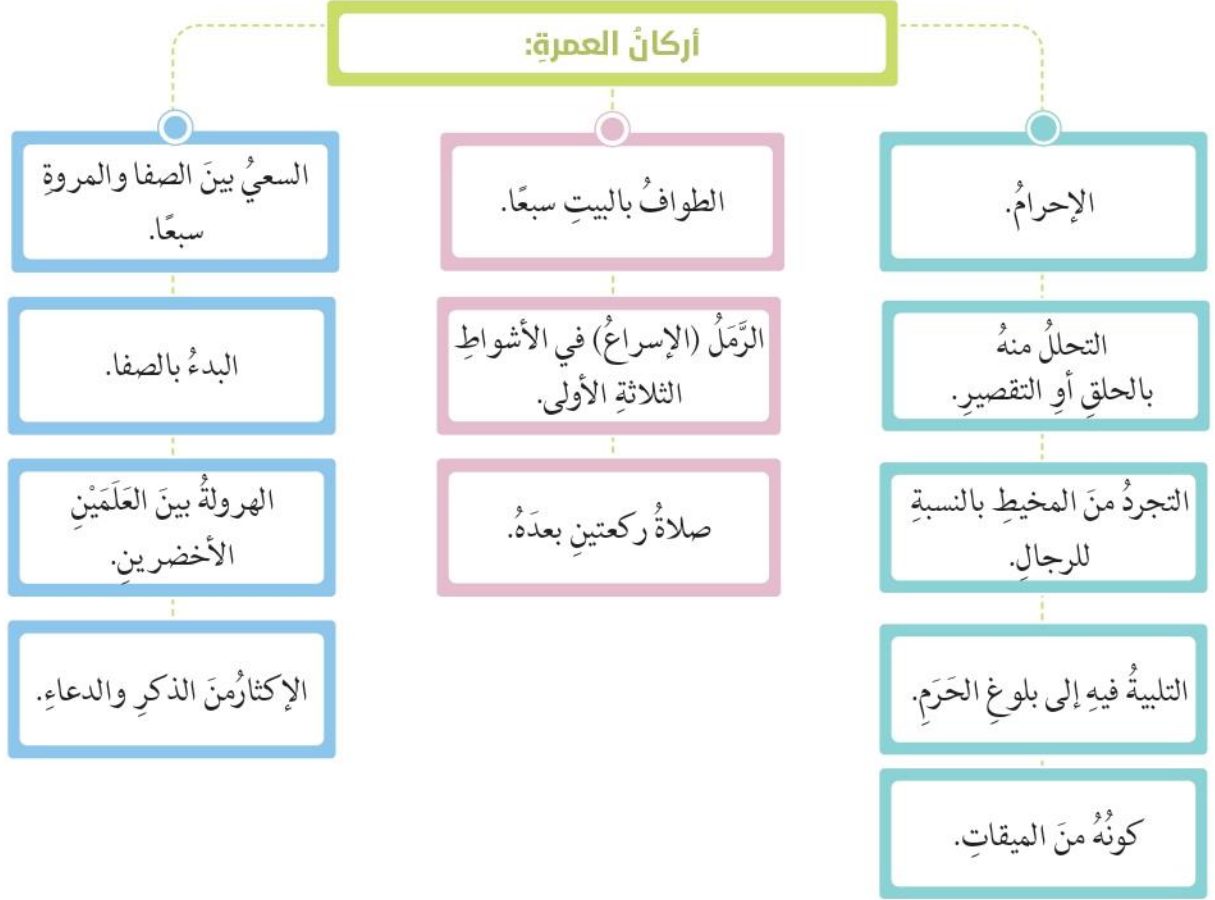 أركانُ العمرةِ:
الإحرامُ.
التحللُ منهُ
بالحلقِ أوِ التقصيرِ.
التجردُ منَ المخيطِ بالنسبةِ
للرجالِ.
التلبيةُ فيهِ إلى بلوغِ الحَرَمِ.
كونُهُ منَ الميقاتِ.
الطوافُ بالبيتِ سبعًا.
الرَّمَلُ (الإسراعُ) في الأشواطِ
الثلاثةِ الأولى.
صلاةُ ركعتينِ بعدَهُ.
السعيُ بينَ الصفا والمروةِ
سبعًا.
البدءُ بالصفا.
الهرولةُ بينَ العَلَمَيْنِ
الأخضرينِ.
الإكثارُمنَ الذكرِ والدعاءِ.